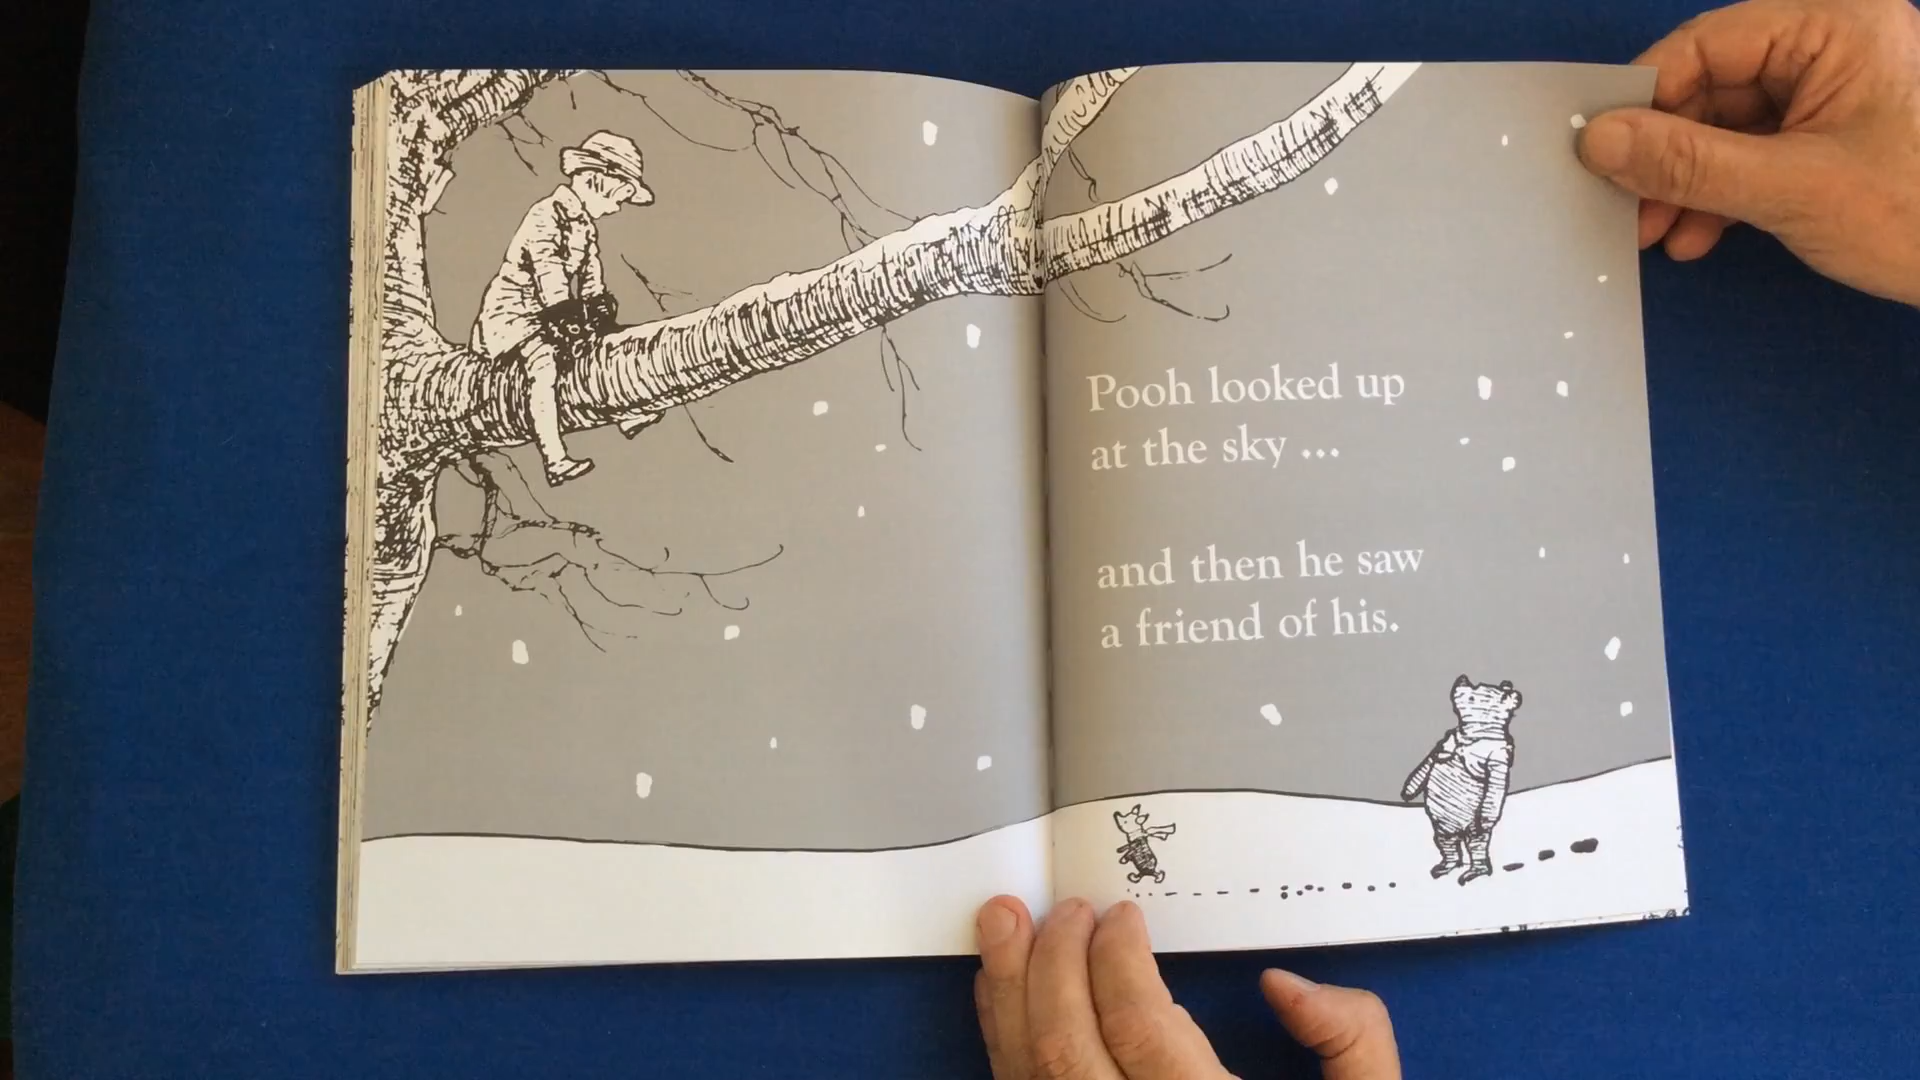 Pooh looked up
at the sky ...
and then he saw
a friend of his.